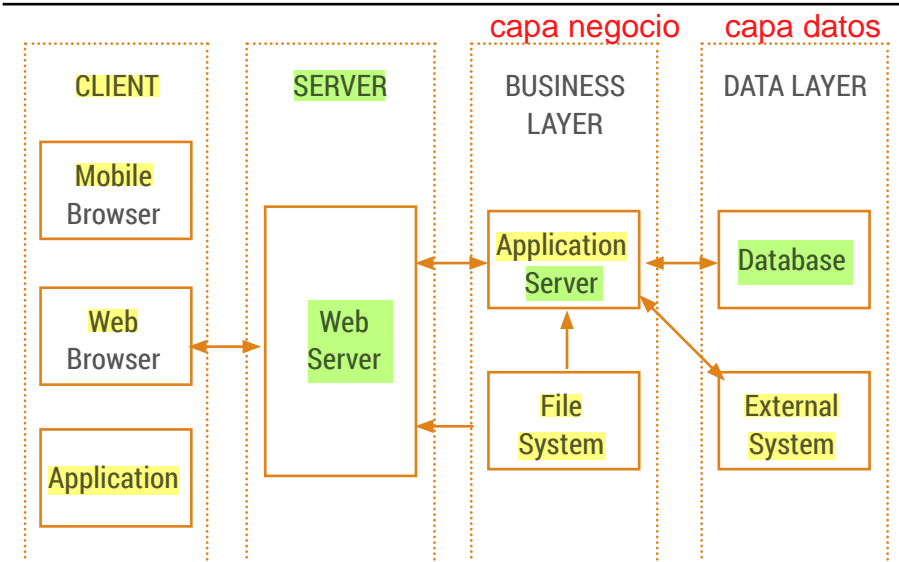 capa negocio
capa datos
CLIENT
SERVER
BUSINESS
LAYER
DATA LAYER
Mobile
Browser
Web
Browser
Application
Web
Server
Application
Server
File
System
Database
External
System